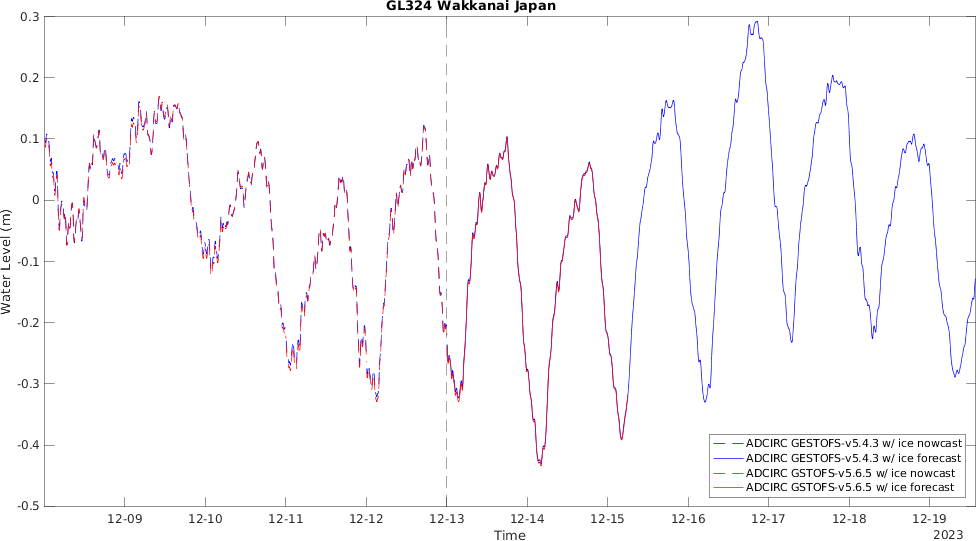 GL324 Wakkanai Japan
0.3
0.2
0.1
0
-0.1
-0.2
-0.3
-0.4
-0.5
Water Level (m)
ADCIRC GESTOFS-v5.4.3 w/ ice nowcast
ADCIRC GESTOFS-v5.4.3 w/ ice forecast
ADCIRC GSTOFS-v5.6.5 w/ ice nowcast
ADCIRC GSTOFS-v5.6.5 w/ ice forecast
12-09 12-10 12-11 12-12 12-13 12-14 12-15 12-16 12-17 12-18 12-19
Time
2023